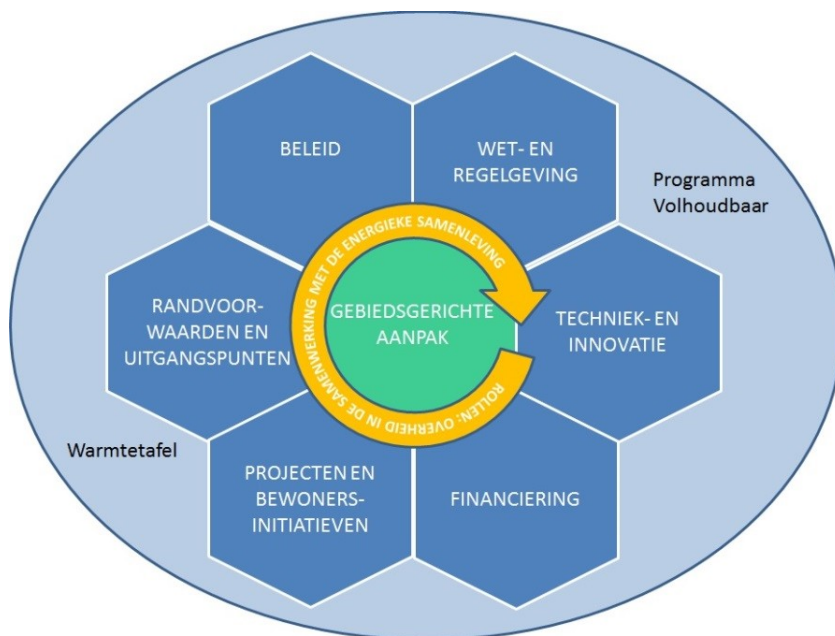 BELEID
WET- EN
REGELGEVING
Programma
Volhoudbaar
RANDVOOR-
WAARDEN EN
UITGANGSPUNTEN
GEBIEDSGERICHTE
AANPAK
ROLLEN: OVERHEID IN DE SAMENWERKING MET DE ENERGIEKE SAMENLEVING
TECHNIEK- EN
INNOVATIE
Warmtetafel
PROJECTEN EN
BEWONERS-
INITIATIEVEN
FINANCIERING